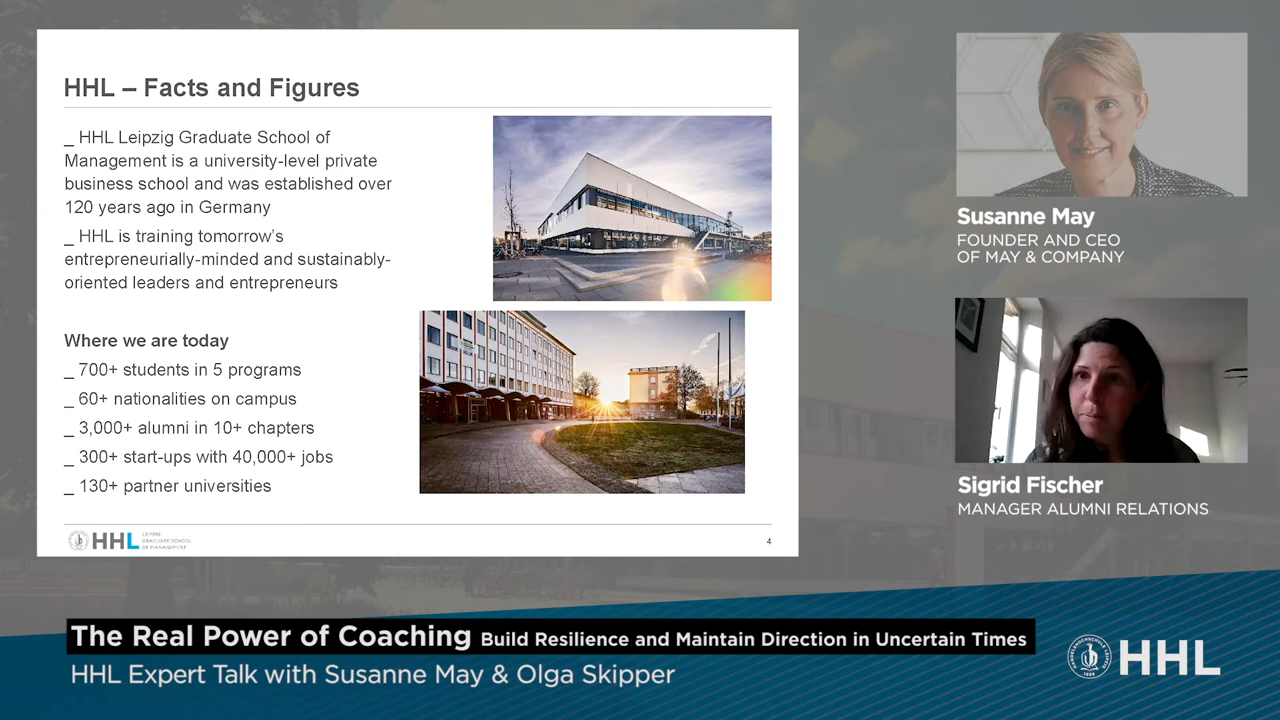 HHL – Facts and Figures
_ HHL Leipzig Graduate School of
Management is a university-level private
business school and was established over
120 years ago in Germany
_ HHL is training tomorrow's
entrepreneurially-minded and sustainably-
oriented leaders and entrepreneurs
Where we are today
_ 700+ students in 5 programs
_ 60+ nationalities on campus
_ 3,000+ alumni in 10+ chapters
_ 300+ start-ups with 40,000+ jobs
_ 130+ partner universities
HHL
LEIPZIG
GRADUATE SCHOOL
OF MANAGEMENT
4
Susanne May
FOUNDER AND CEO
OF MAY & COMPANY
Sigrid Fischer
MANAGER ALUMNI RELATIONS
The Real Power of Coaching Build Resilience and Maintain Direction in Uncertain Times
HHL Expert Talk with Susanne May & Olga Skipper
HHL